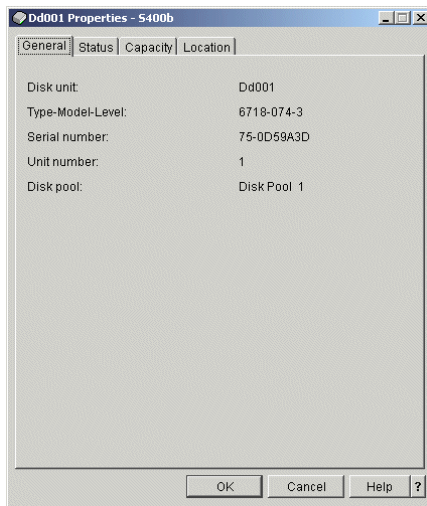 Dd001 Properties - S400b
General Status Capacity Location
Disk unit: Dd001
Type-Model-Level: 6718-074-3
Serial number: 75-0D59A3D
Unit number: 1
Disk pool: Disk Pool 1
OK Cancel Help ?